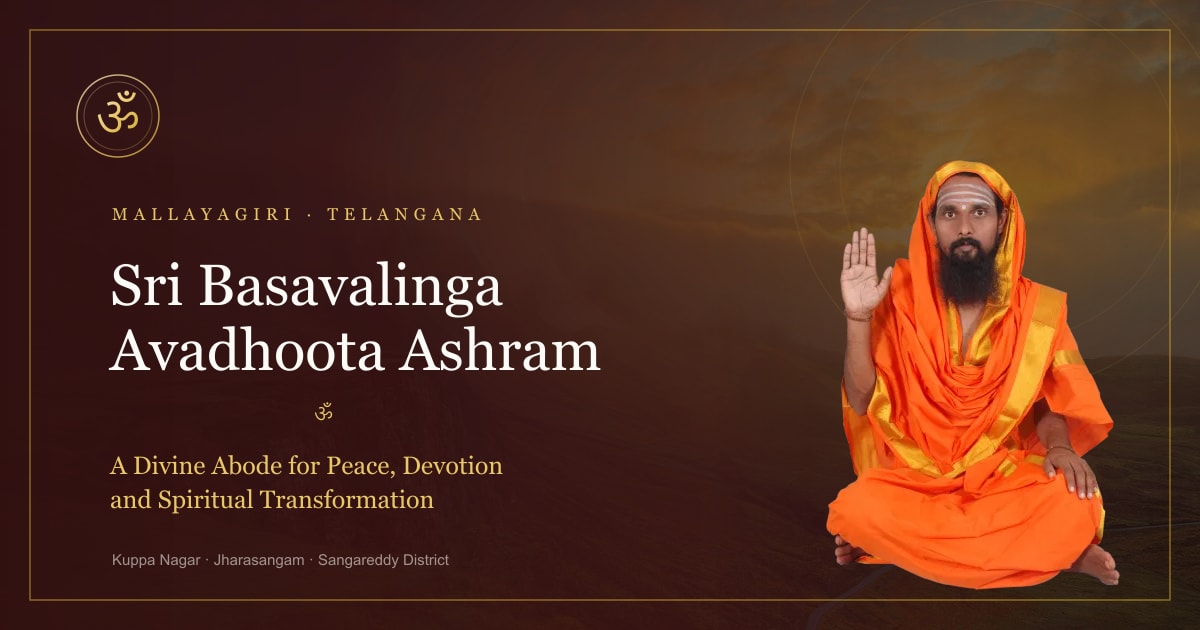 ॐ
MALLAYAGIRI · TELANGANA
Sri Basavalinga
Avadhoota Ashram
ॐ
A Divine Abode for Peace, Devotion
and Spiritual Transformation
Kuppa Nagar · Jharasangam · Sangareddy District